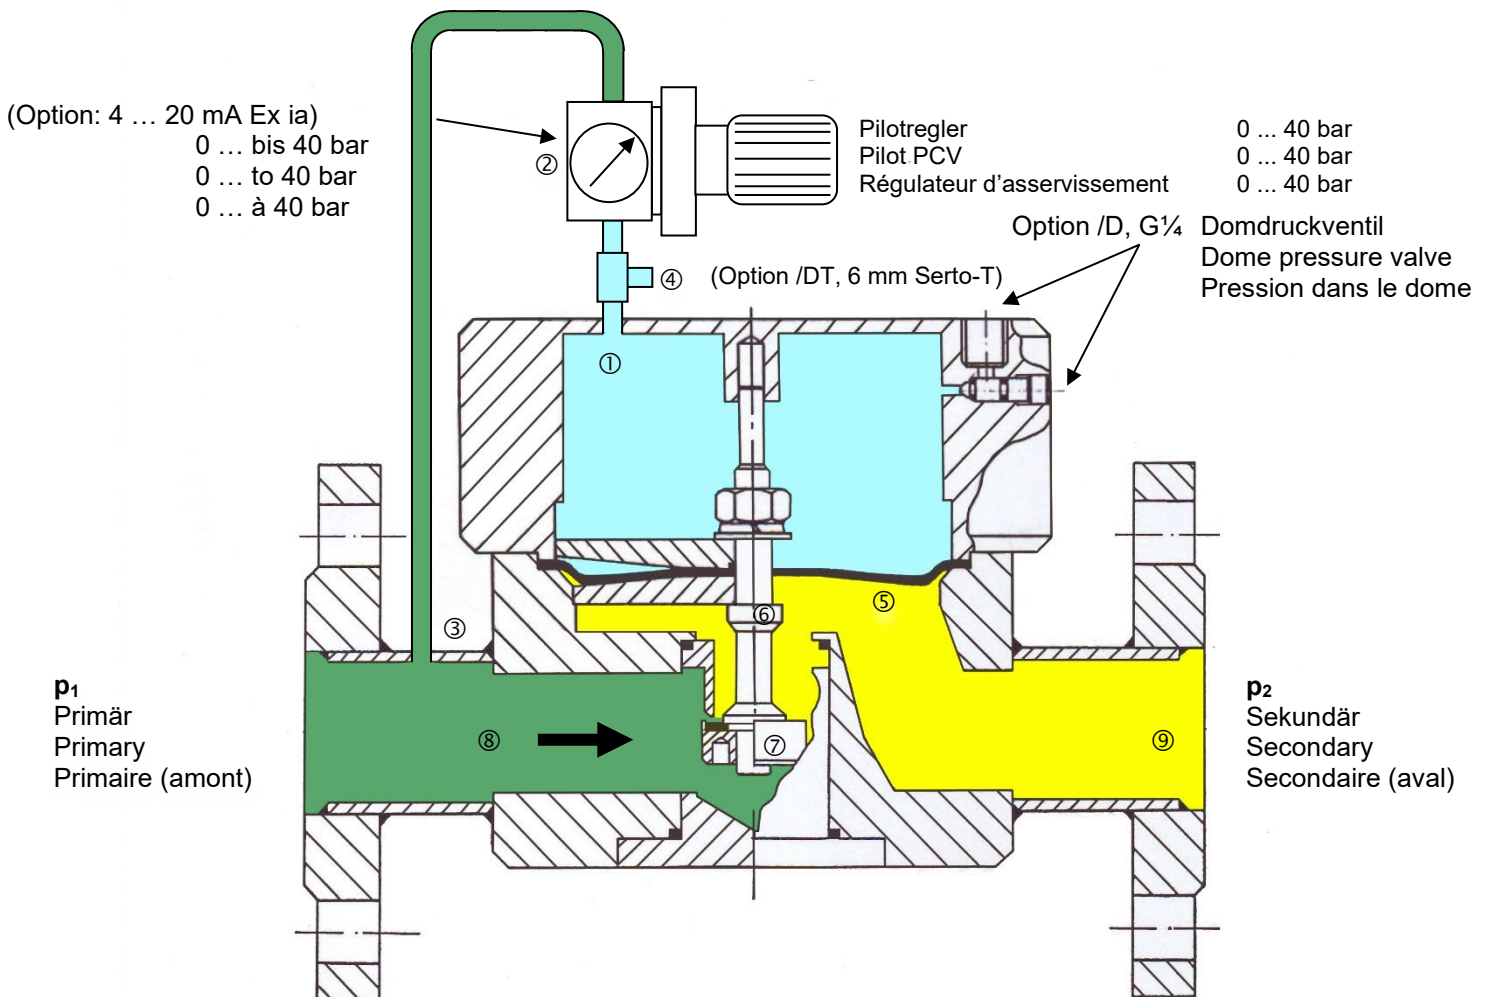 (Option: 4 … 20 mA Ex ia)
0 … bis 40 bar
0 … to 40 bar
0 … à 40 bar
②
Pilotregler 0 ... 40 bar
Pilot PCV 0 ... 40 bar
Régulateur d’asservissement 0 ... 40 bar
Option /D, G¼ Domdruckventil
Dome pressure valve
Pression dans le dome
④ (Option /DT, 6 mm Serto-T)
①
⑤
⑥
③
p₁
Primär
Primary
Primaire (amont)
⑧
⑦
⑨
p₂
Sekundär
Secondary
Secondaire (aval)